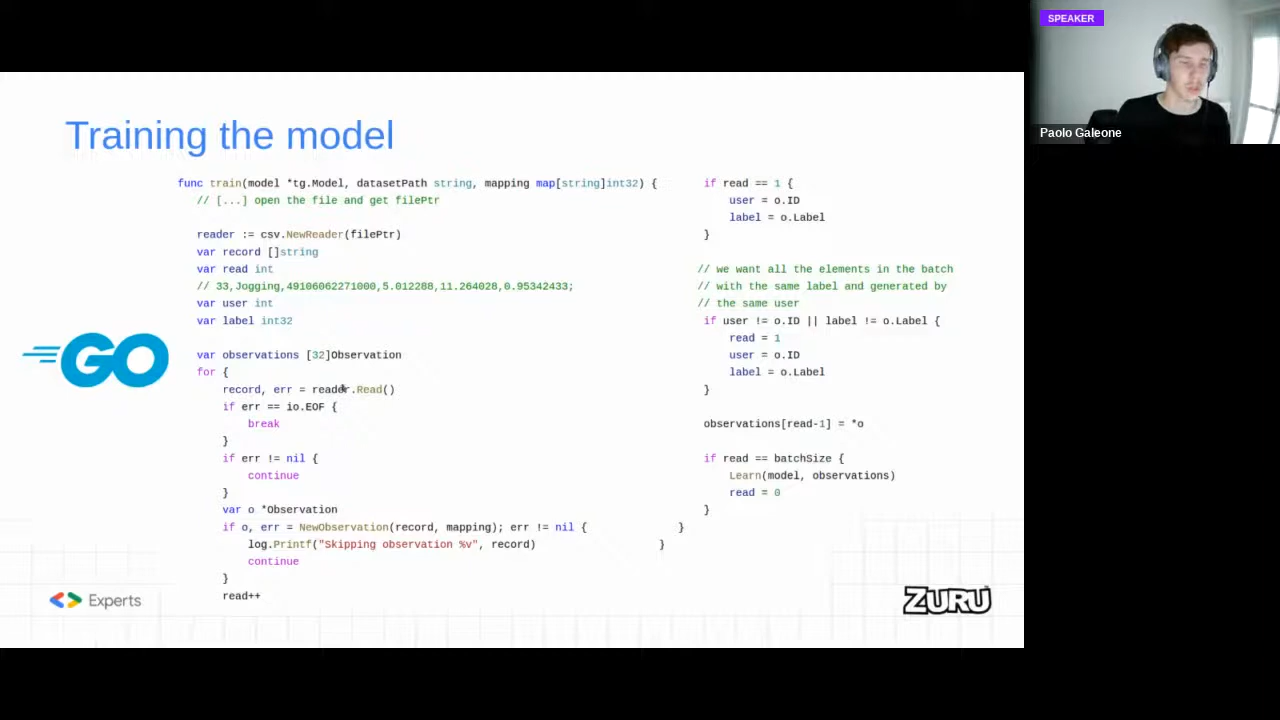 SPEAKER
Paolo Galeone
Training the model
func train(model *tg.Model, datasetPath string, mapping map[string]int32) {
// [...] open the file and get filePtr
reader := csv.NewReader(filePtr)
var record []string
var read int
// 33,Jogging,49106062271000,5.012288,11.264028,0.95342433;
var user int
var label int32
var observations [32]Observation
for {
record, err = reader.Read()
if err == io.EOF {
break
}
if err != nil {
continue
}
var o *Observation
if o, err = NewObservation(record, mapping); err != nil {
log.Printf("Skipping observation %v", record)
continue
}
read++
if read == 1 {
user = o.ID
label = o.Label
}
// we want all the elements in the batch
// with the same label and generated by
// the same user
if user != o.ID || label != o.Label {
read = 1
user = o.ID
label = o.Label
}
observations[read-1] = *o
if read == batchSize {
Learn(model, observations)
read = 0
}
}
}
GO
Experts
ZURU